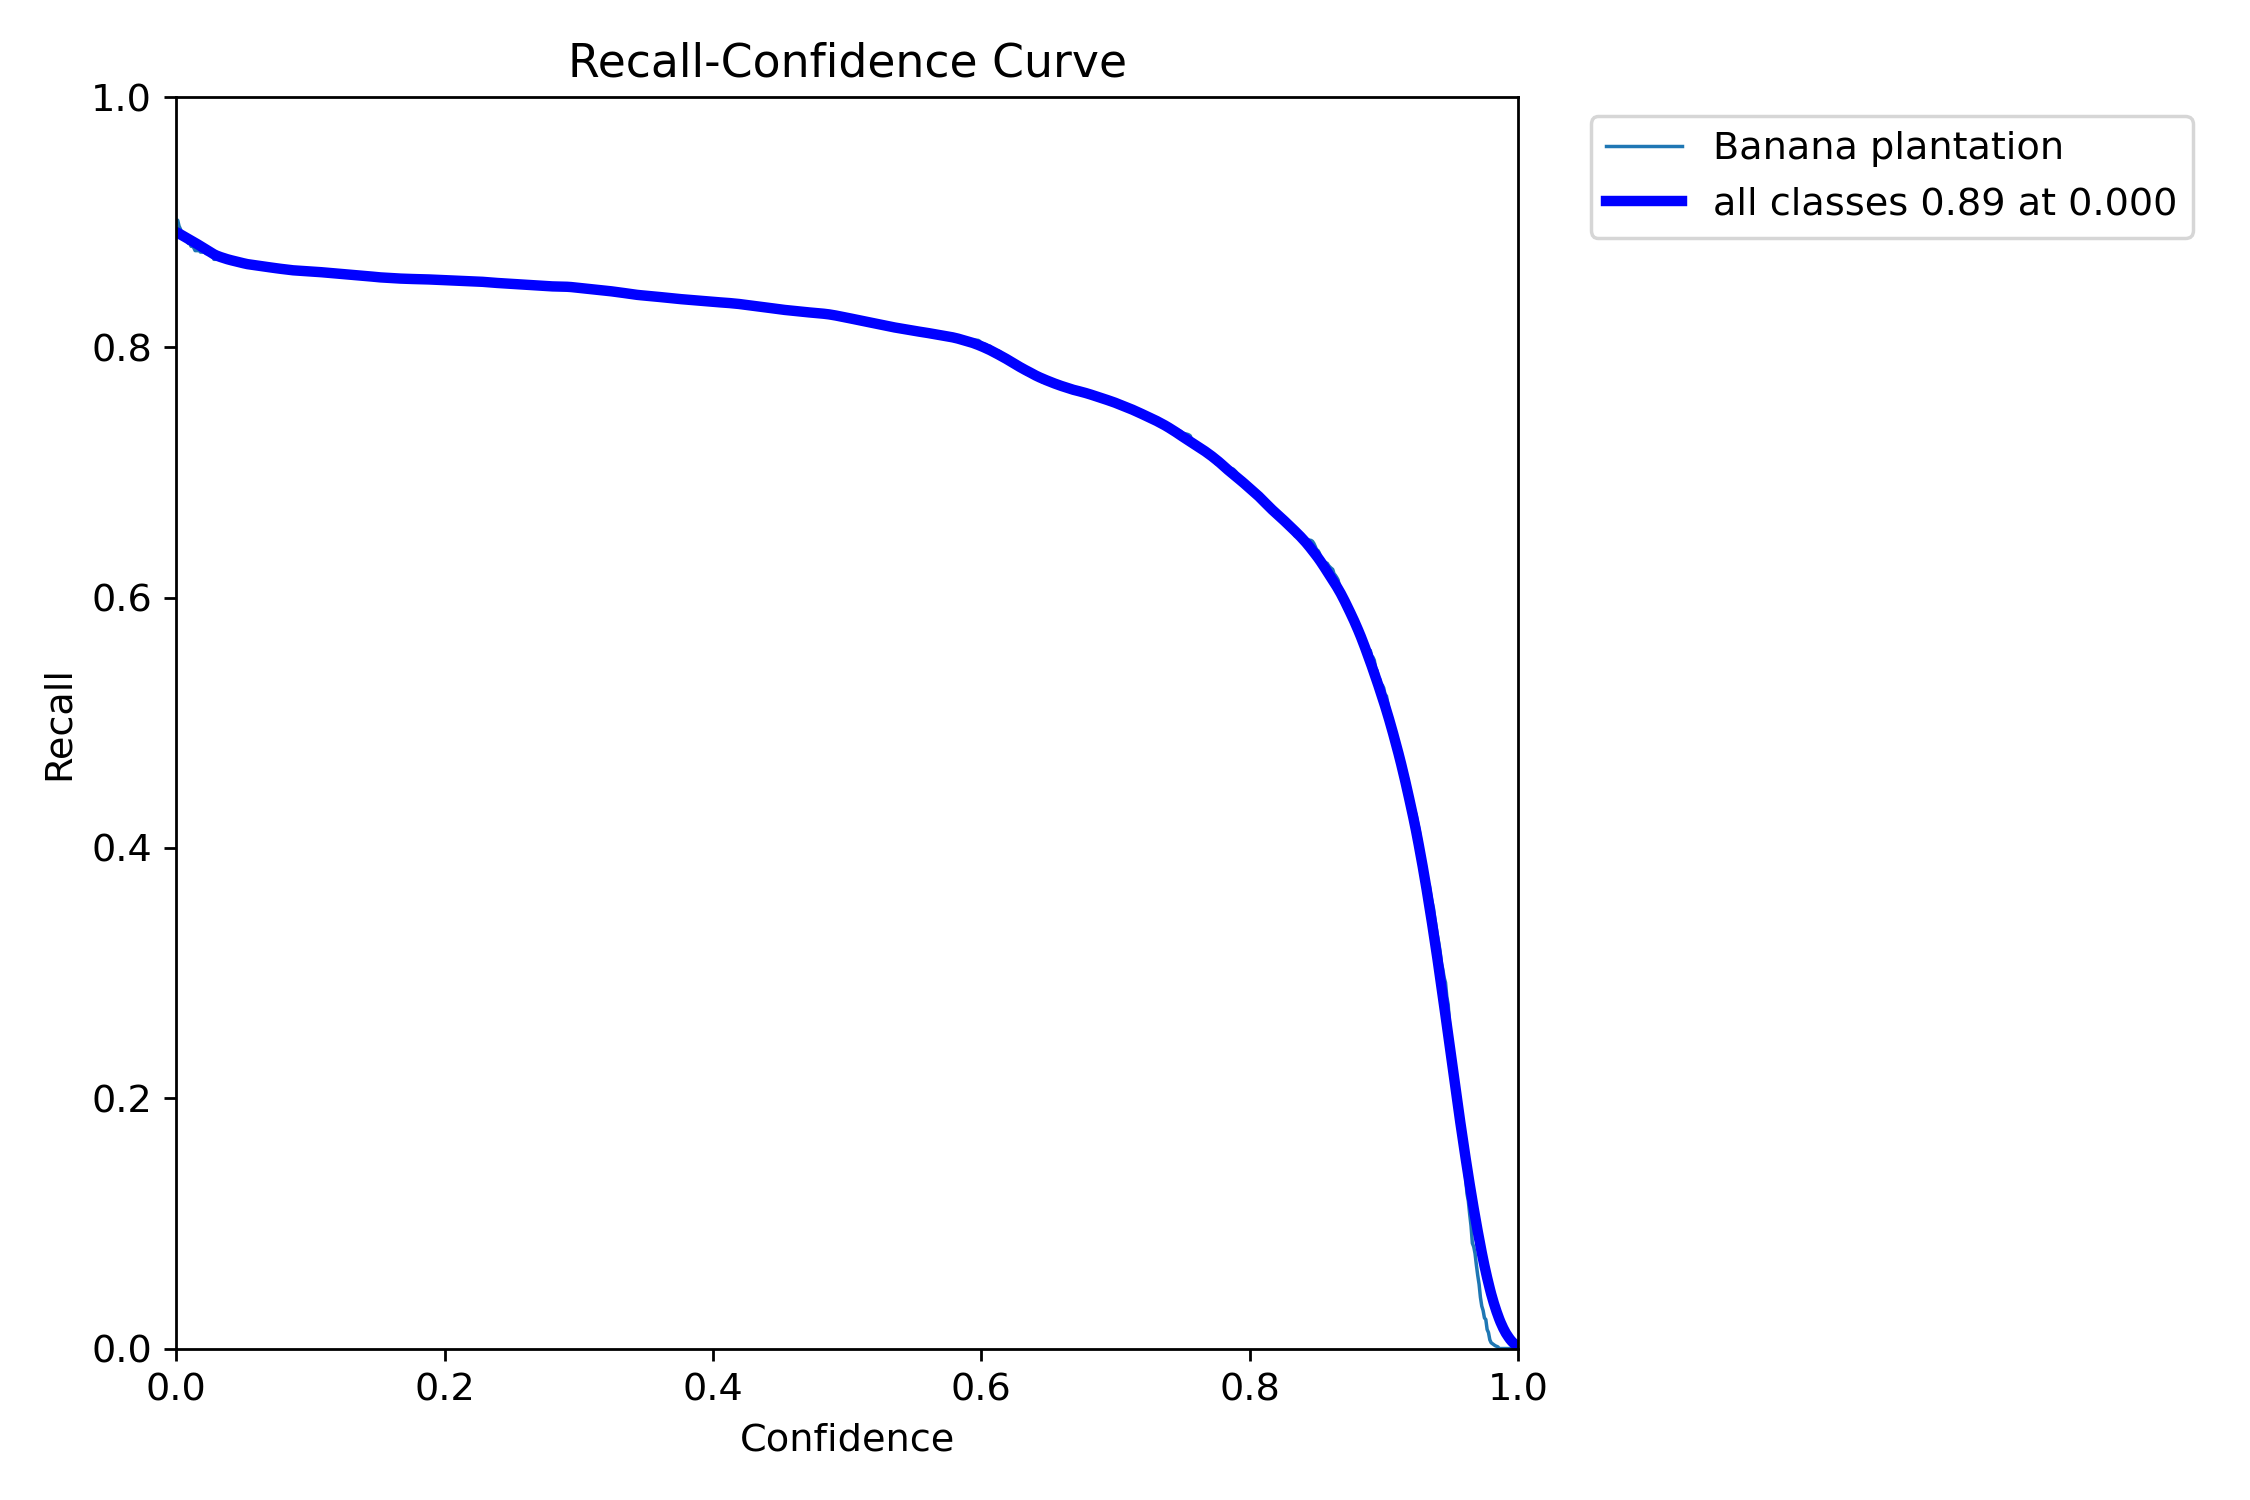 Recall-Confidence Curve
1.0
0.8
0.6
0.4
0.2
0.0
Recall
0.0 0.2 0.4 0.6 0.8 1.0
Confidence
Banana plantation
all classes 0.89 at 0.000